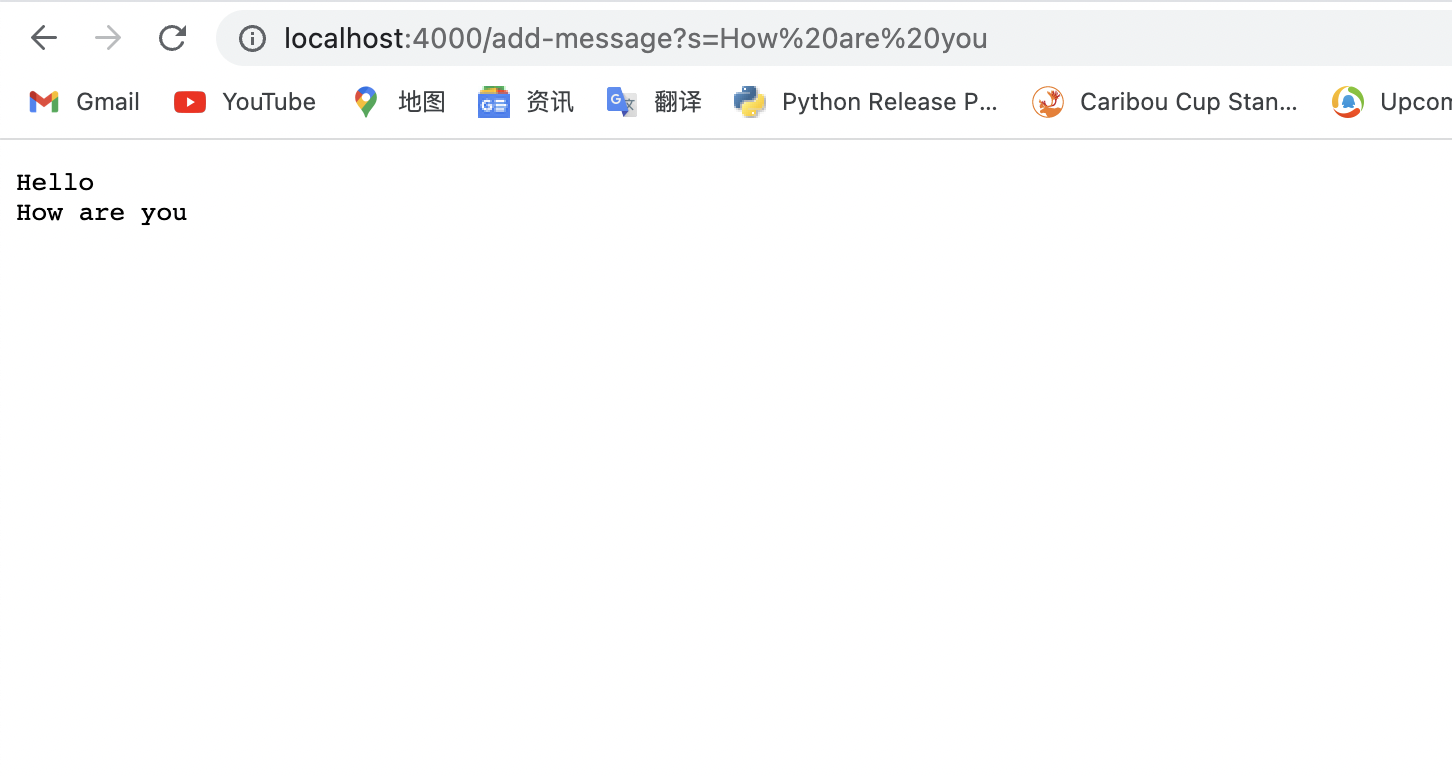 localhost:4000/add-message?s=How%20are%20you
Gmail YouTube 地图 资讯 翻译 Python Release P... Caribou Cup Stan... Upcom
Hello
How are you